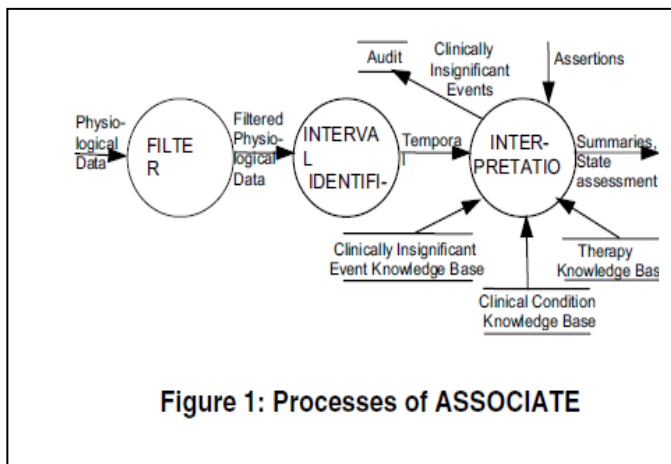 Audit
Clinically
Insignificant
Events
Assertions
Physio-
logical
Data
FILTE
R
Filtered
Physio-
logical
Data
INTERVA
L
IDENTIFI-
Tempora
l
INTER-
PRETATIO
Summaries,
State
assessment
Clinically Insignificant
Event Knowledge Base
Clinical Condition
Knowledge Base
Therapy
Knowledge Bas
Figure 1: Processes of ASSOCIATE